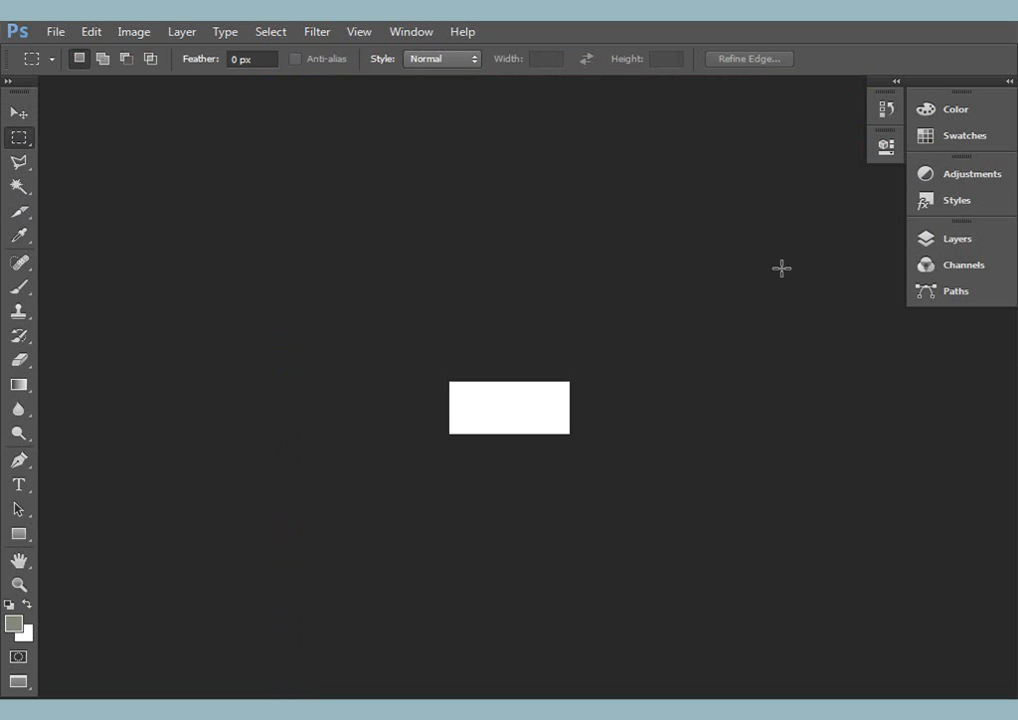 Ps File Edit Image Layer Type Select Filter View Window Help
Feather: 0 px Anti-alias Style: Normal Width: Height: Refine Edge...
Color
Swatches
Adjustments
Styles
Layers
Channels
Paths
T